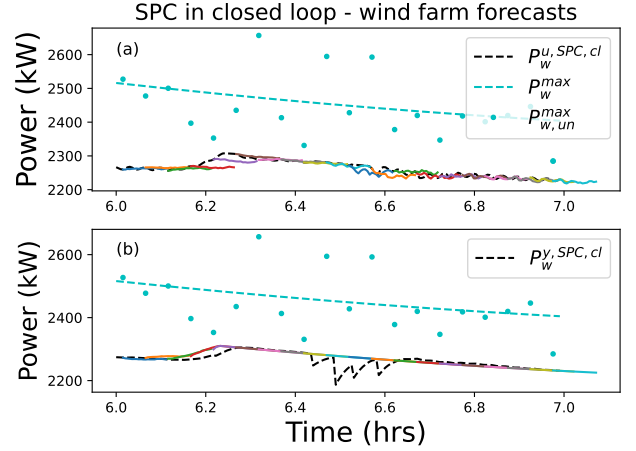 SPC in closed loop - wind farm forecasts
(a)
P_w^{u, SPC, cl}
P_w^{max}
P_{w, un}^{max}
Power (kW)
2600
2500
2400
2300
2200
6.0 6.2 6.4 6.6 6.8 7.0
(b)
P_w^{y, SPC, cl}
Power (kW)
2600
2400
2200
6.0 6.2 6.4 6.6 6.8 7.0
Time (hrs)